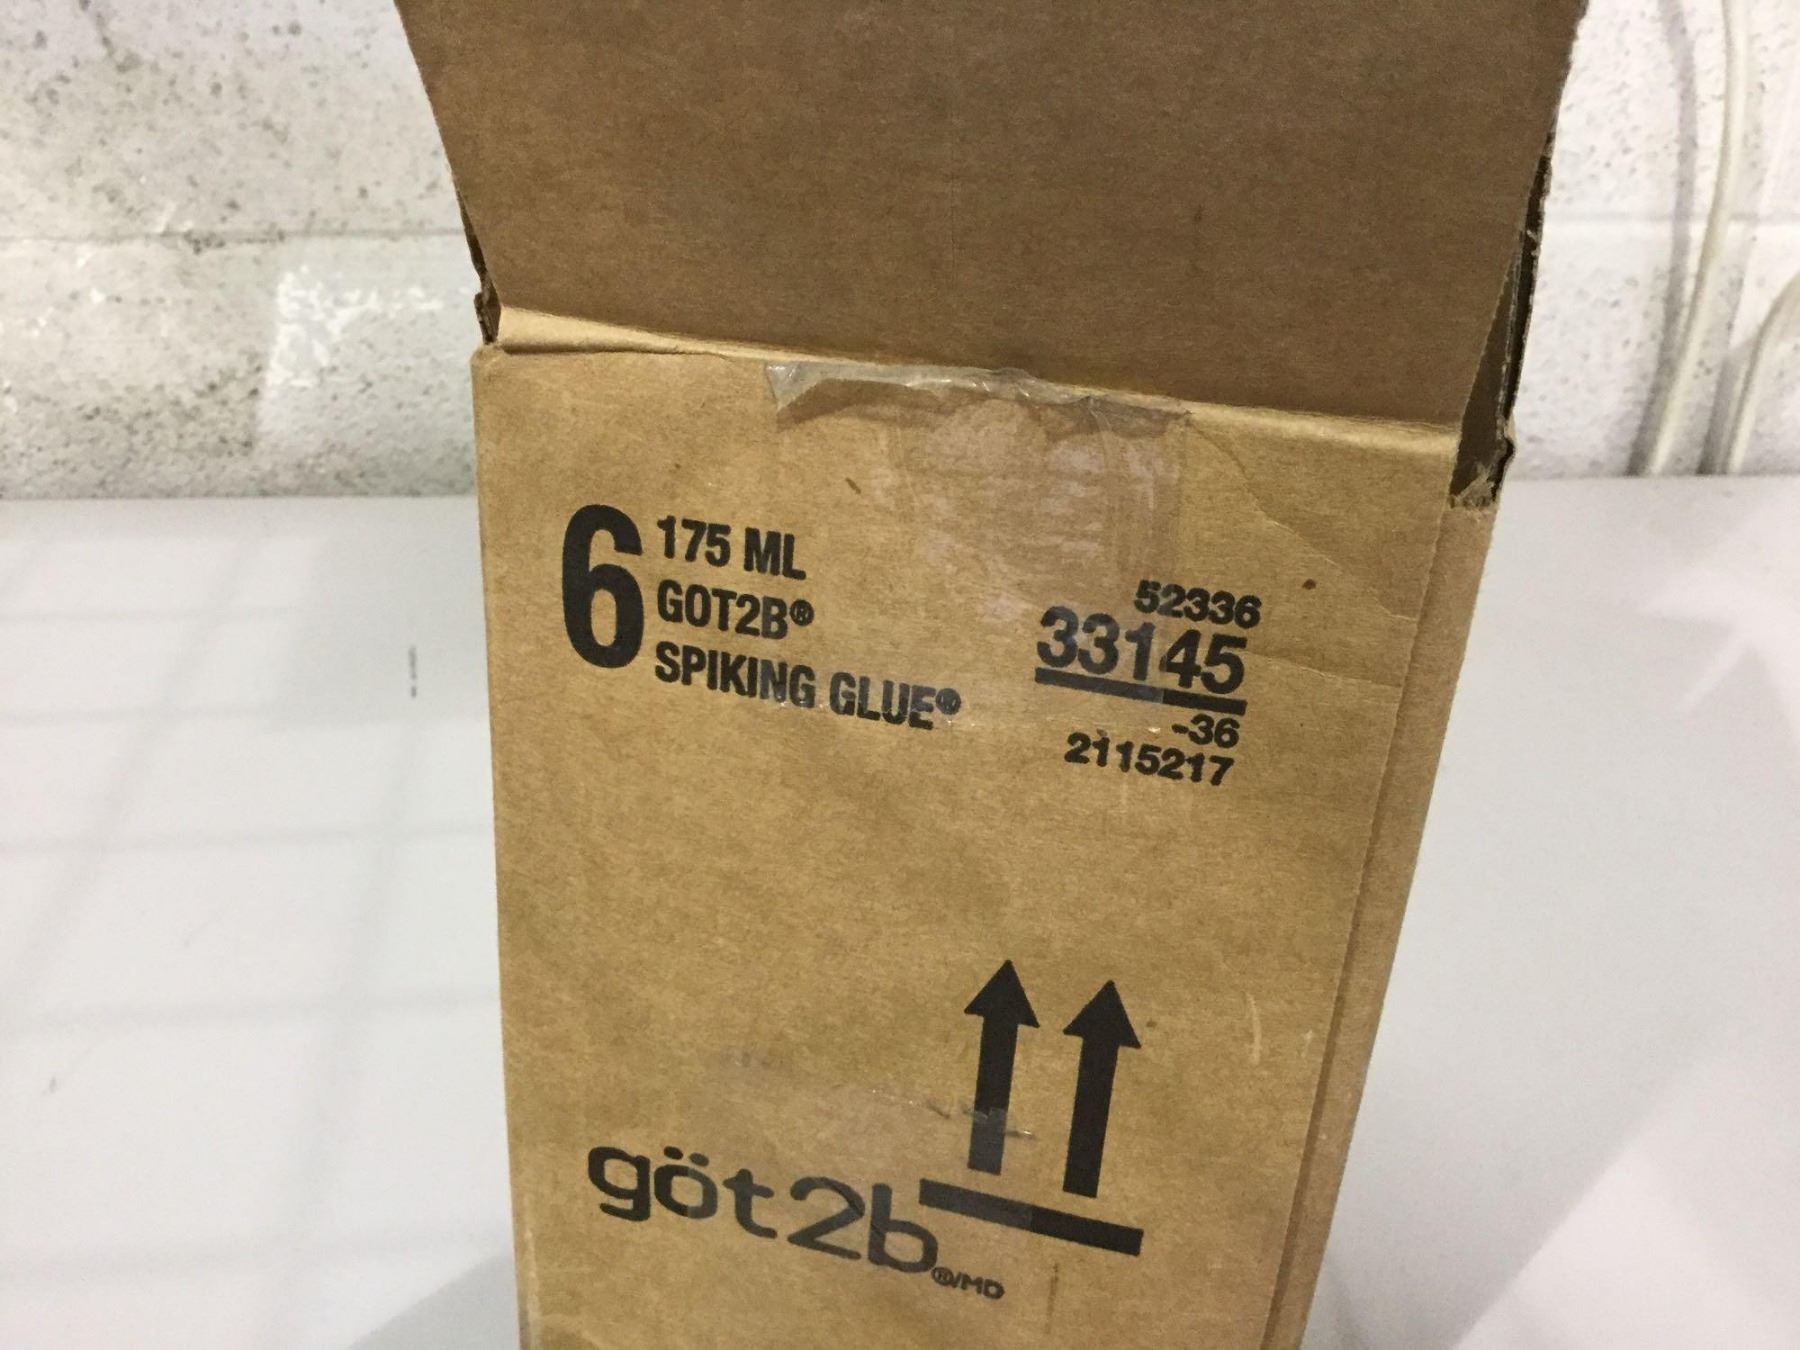 6
175 ML
GOT2B®
SPIKING GLUE®
52336
33145
-36
2115217
göt2b®/MD